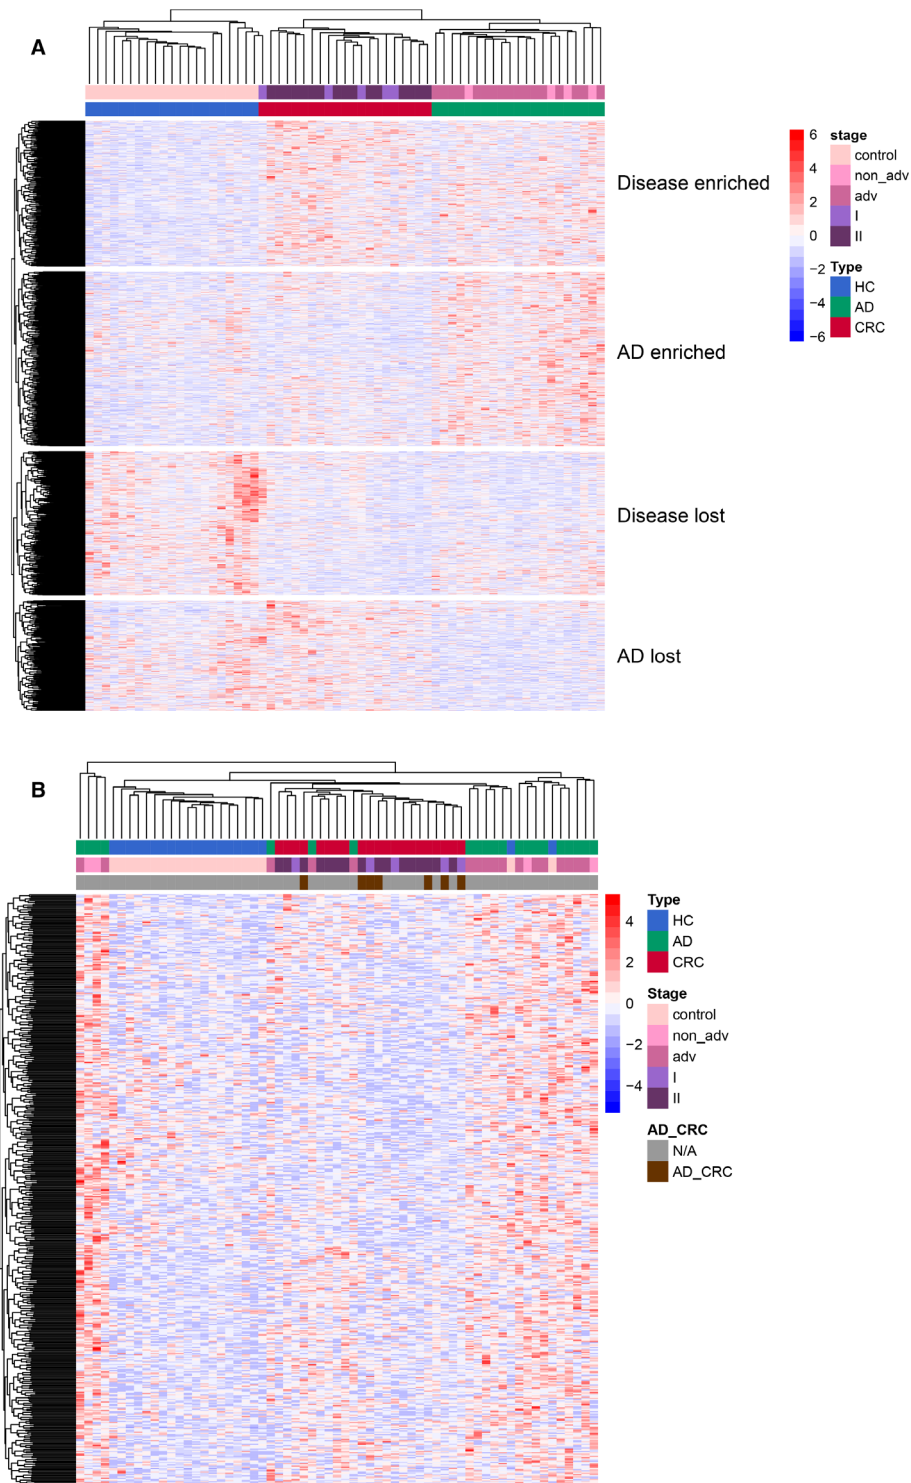 A
Disease enriched
AD enriched
Disease lost
AD lost
6
4
2
0
−2
−4
−6
stage
control
non_adv
adv
I
II
Type
HC
AD
CRC
B
4
2
0
−2
−4
Type
HC
AD
CRC
Stage
control
non_adv
adv
I
II
AD_CRC
N/A
AD_CRC